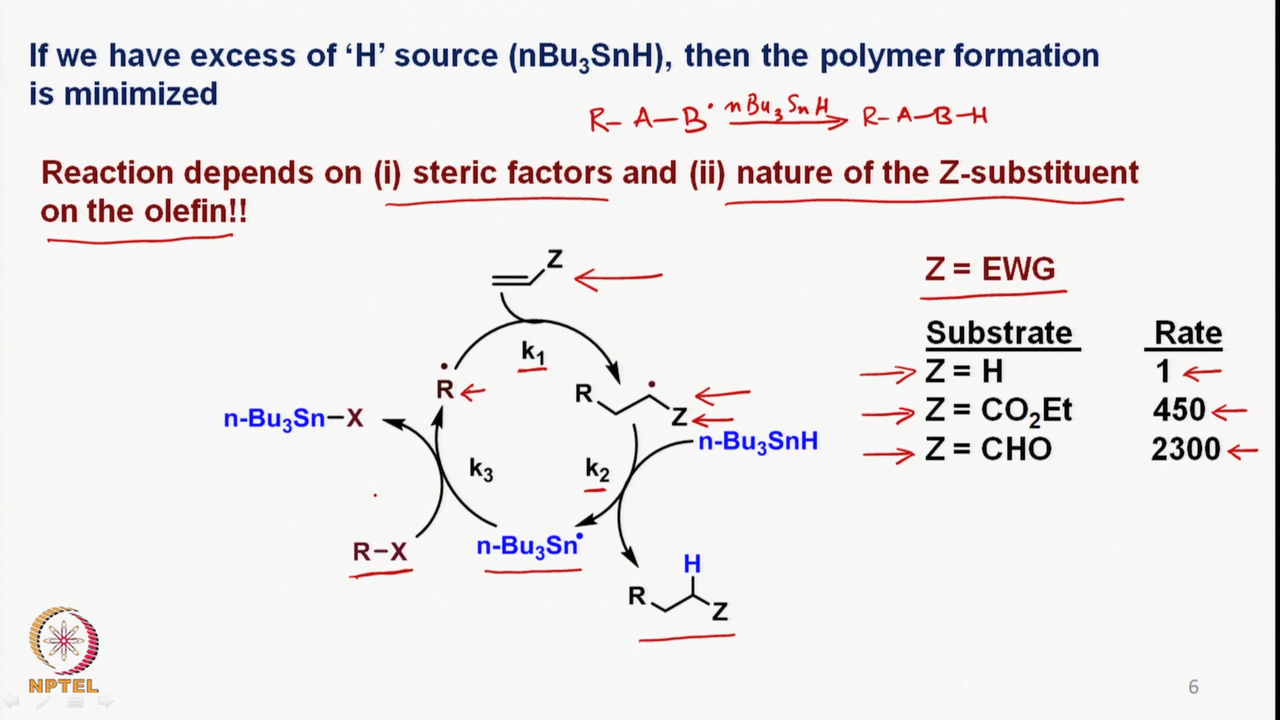 If we have excess of ‘H’ source (nBu₃SnH), then the polymer formation
is minimized
R–A–B• nBu₃SnH R–A–B–H
Reaction depends on (i) steric factors and (ii) nature of the Z-substituent
on the olefin!!
Z
Z = EWG
k₁
Substrate Rate
Z = H 1
R
R
Z
Z = CO₂Et 450
n-Bu₃Sn–X
n-Bu₃SnH
Z = CHO 2300
k₃
k₂
R–X
n-Bu₃Sn•
H
R
Z
NPTEL
6